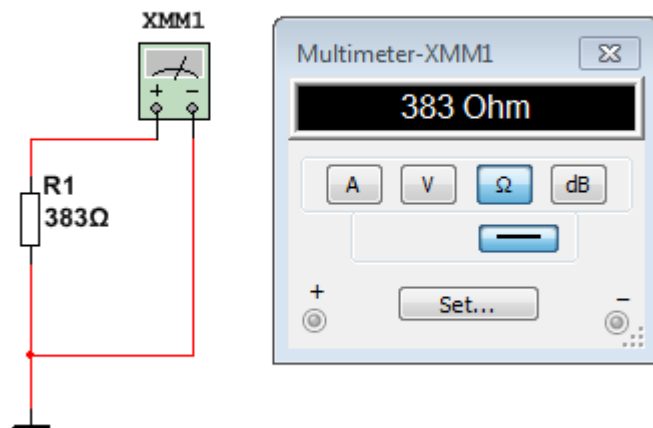 XMM1
+ −
R1
383Ω
Multimeter-XMM1
383 Ohm
A V Ω dB
+ Set... −